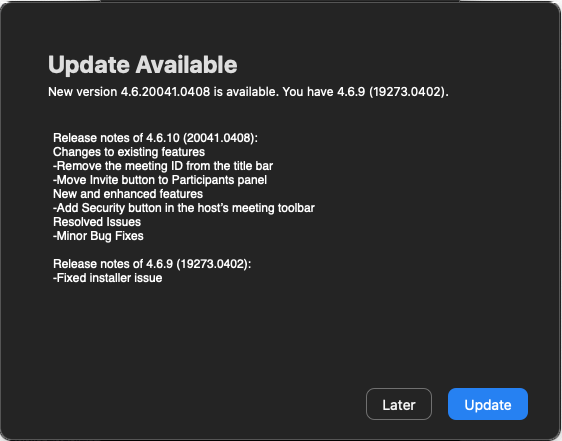 Update Available
New version 4.6.20041.0408 is available. You have 4.6.9 (19273.0402).
Release notes of 4.6.10 (20041.0408):
Changes to existing features
-Remove the meeting ID from the title bar
-Move Invite button to Participants panel
New and enhanced features
-Add Security button in the host's meeting toolbar
Resolved Issues
-Minor Bug Fixes
Release notes of 4.6.9 (19273.0402):
-Fixed installer issue
Later
Update